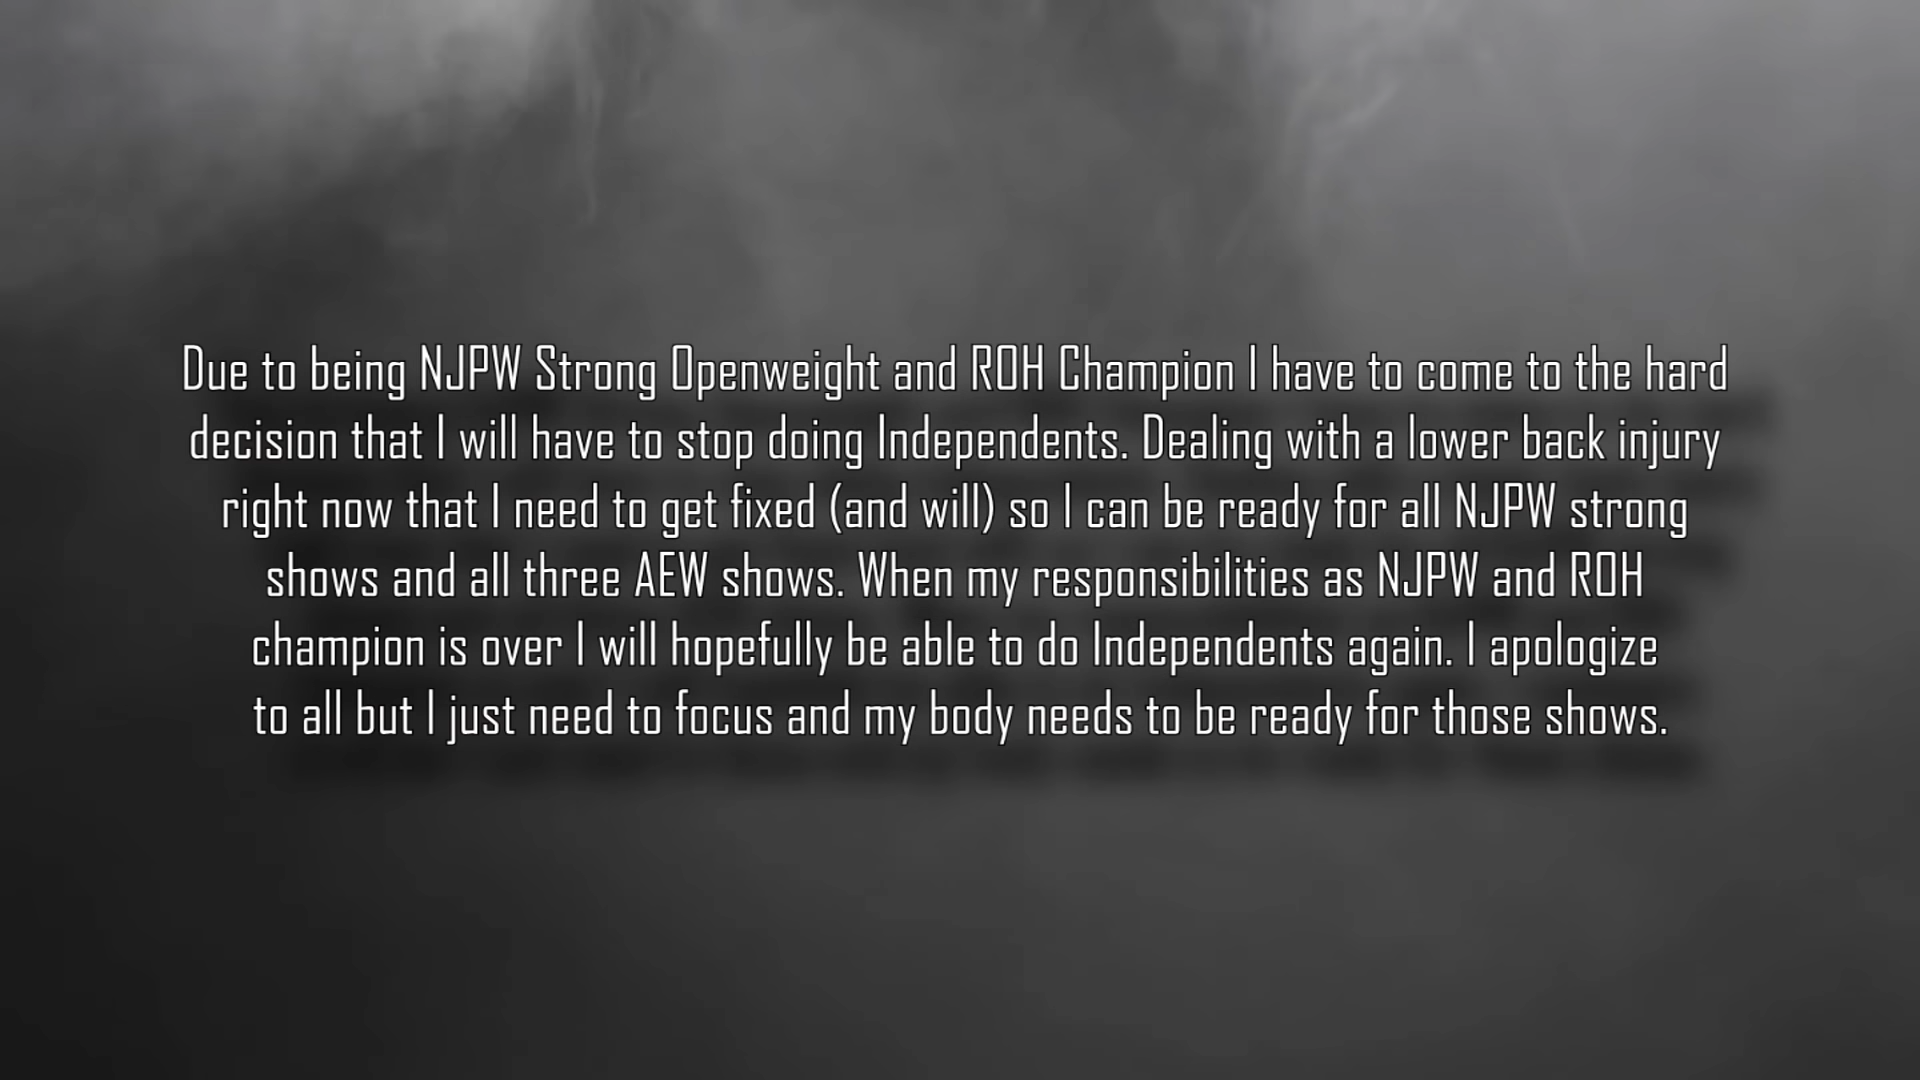 Due to being NJPW Strong Openweight and ROH Champion I have to come to the hard
decision that I will have to stop doing Independents. Dealing with a lower back injury
right now that I need to get fixed (and will) so I can be ready for all NJPW strong
shows and all three AEW shows. When my responsibilities as NJPW and ROH
champion is over I will hopefully be able to do Independents again. I apologize
to all but I just need to focus and my body needs to be ready for those shows.